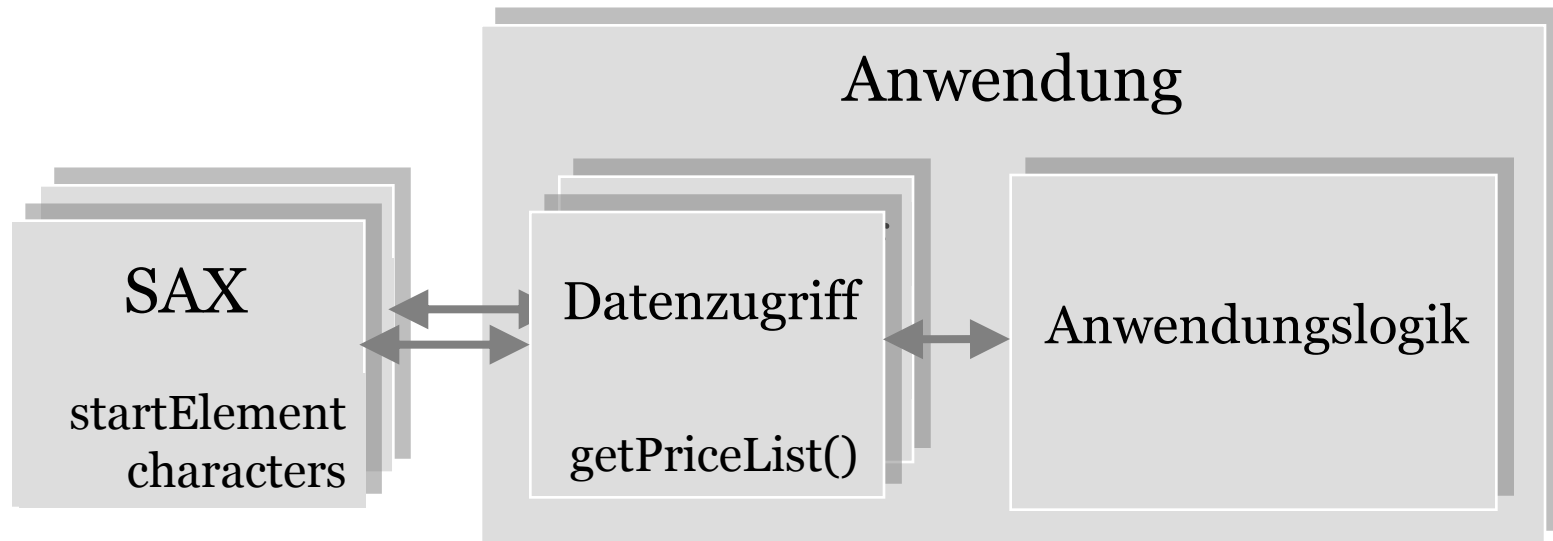 Anwendung
SAX
startElement
characters
Datenzugriff
getPriceList()
Anwendungslogik